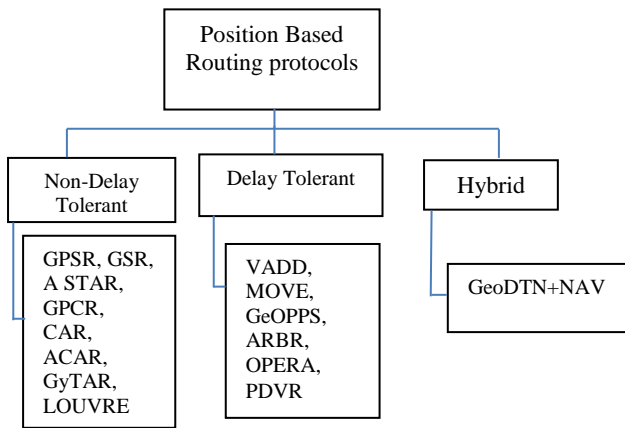 Position Based
Routing protocols
Non-Delay
Tolerant
Delay Tolerant
Hybrid
GPSR, GSR,
A STAR,
GPCR,
CAR,
ACAR,
GyTAR,
LOUVRE
VADD,
MOVE,
GeOPPS,
ARBR,
OPERA,
PDVR
GeoDTN+NAV